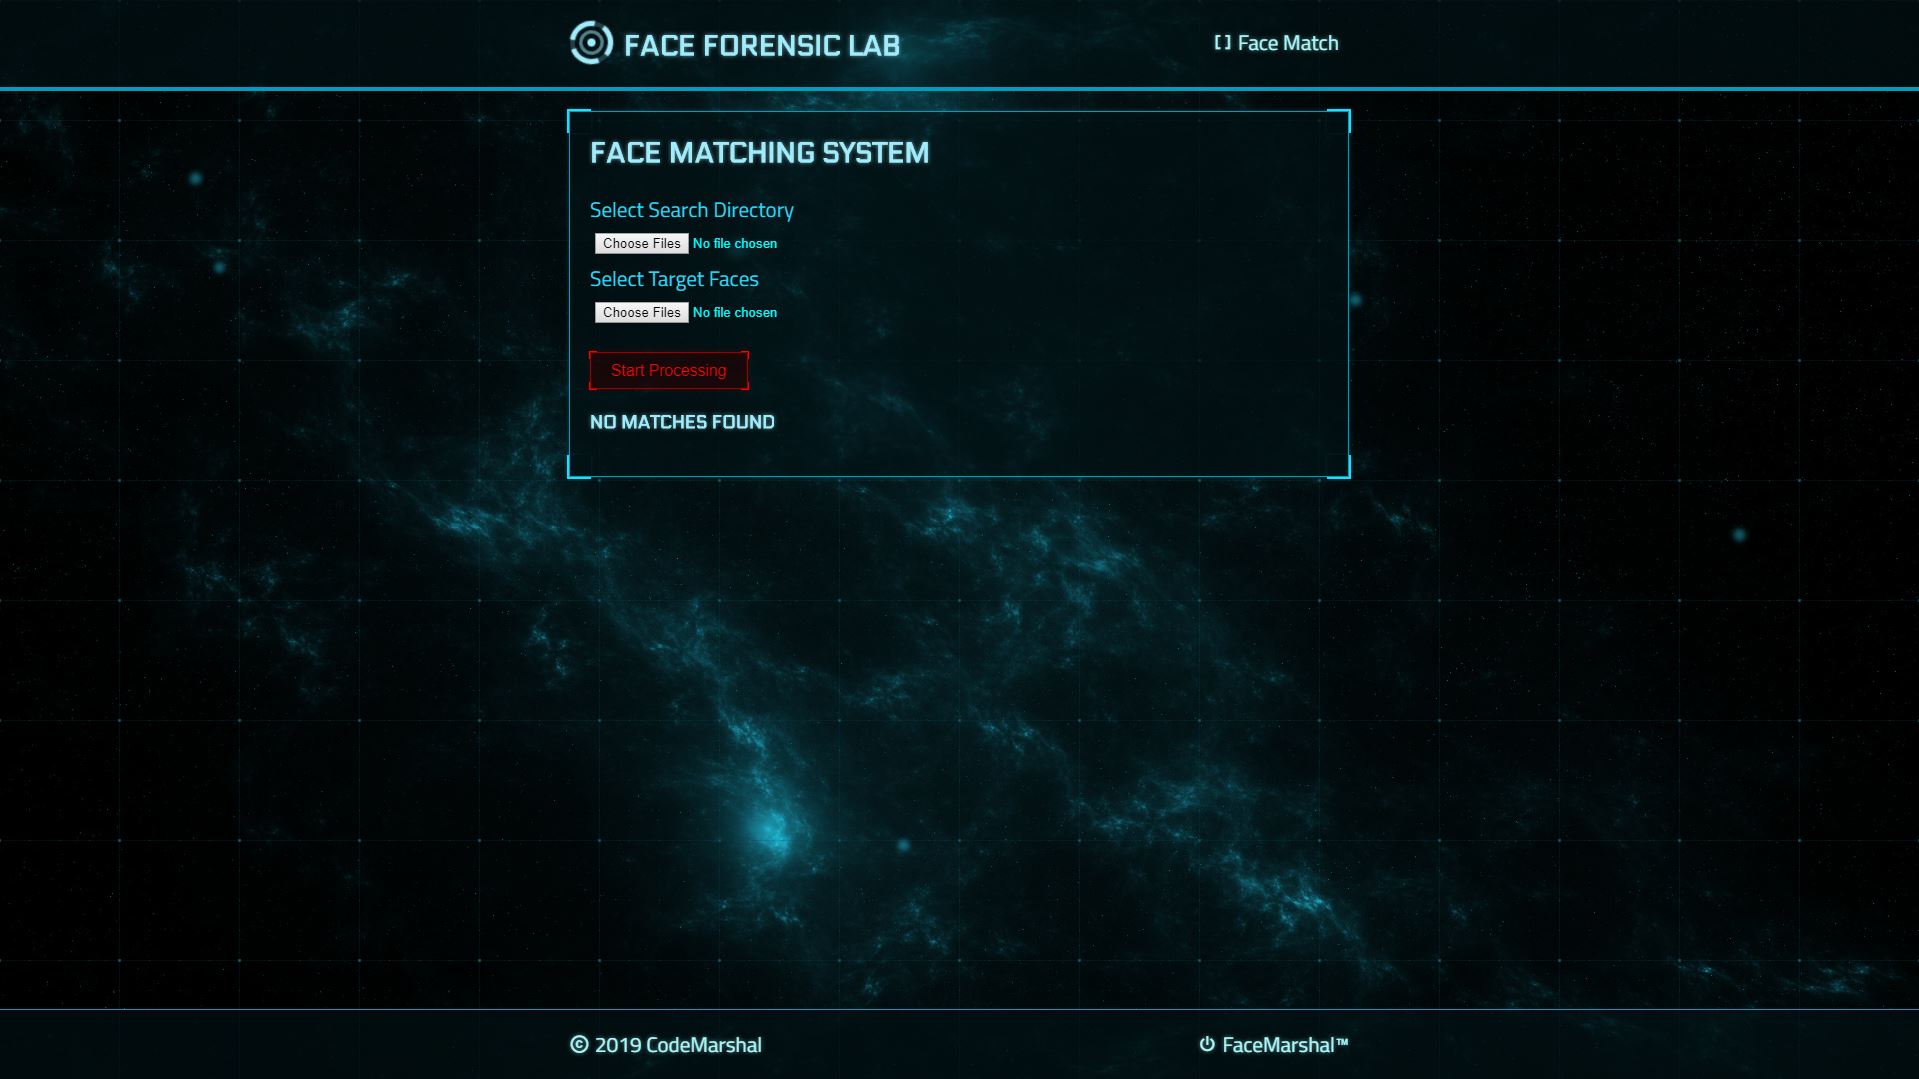 FACE FORENSIC LAB
[ ] Face Match
FACE MATCHING SYSTEM
Select Search Directory
Choose Files No file chosen
Select Target Faces
Choose Files No file chosen
Start Processing
NO MATCHES FOUND
© 2019 CodeMarshal
FaceMarshal™